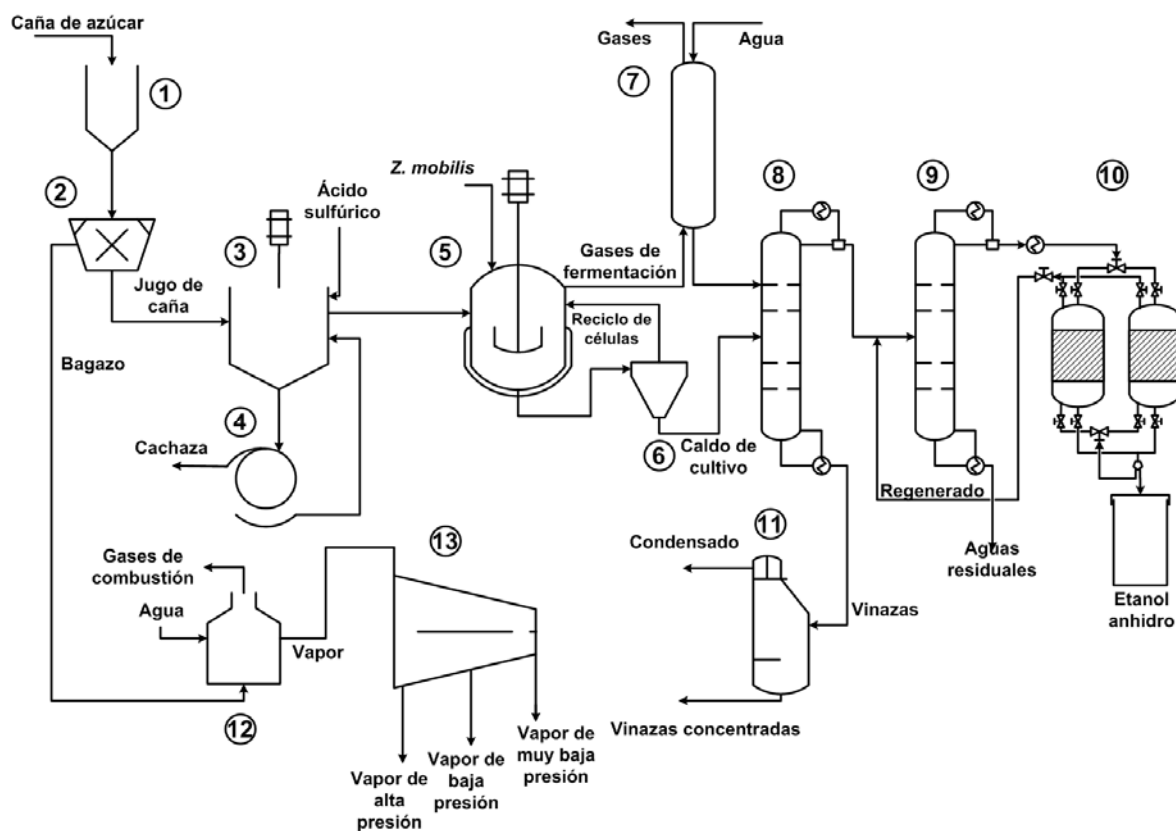 Caña de azúcar
1
2
Jugo de
caña
Bagazo
3
Ácido
sulfúrico
4
Cachaza
Z. mobilis
5
Gases de
fermentación
Reciclo de
células
6
Caldo de
cultivo
Gases
Agua
7
8
9
10
Regenerado
Aguas
residuales
Etanol
anhidro
11
Condensado
Vinazas
Vinazas concentradas
Gases de
combustión
Agua
Vapor
12
13
Vapor de
alta
presión
Vapor de
baja
presión
Vapor de
muy baja
presión